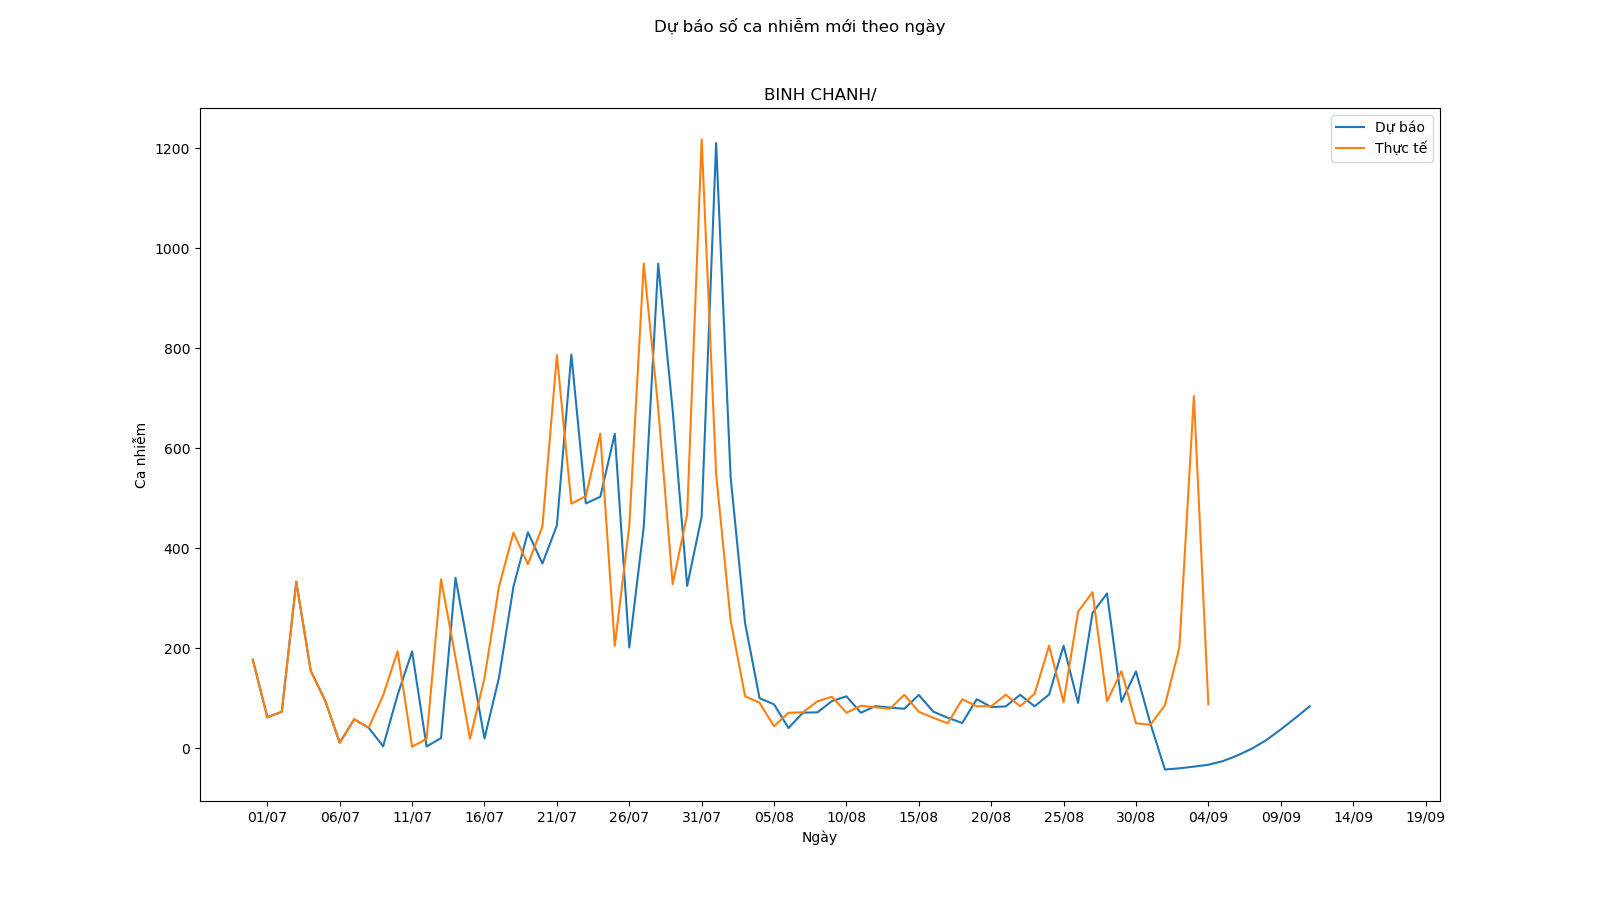 Dự báo số ca nhiễm mới theo ngày
BINH CHANH/
Dự báo
Thực tế
Ca nhiễm
1200
1000
800
600
400
200
0
01/07 06/07 11/07 16/07 21/07 26/07 31/07 05/08 10/08 15/08 20/08 25/08 30/08 04/09 09/09 14/09 19/09
Ngày